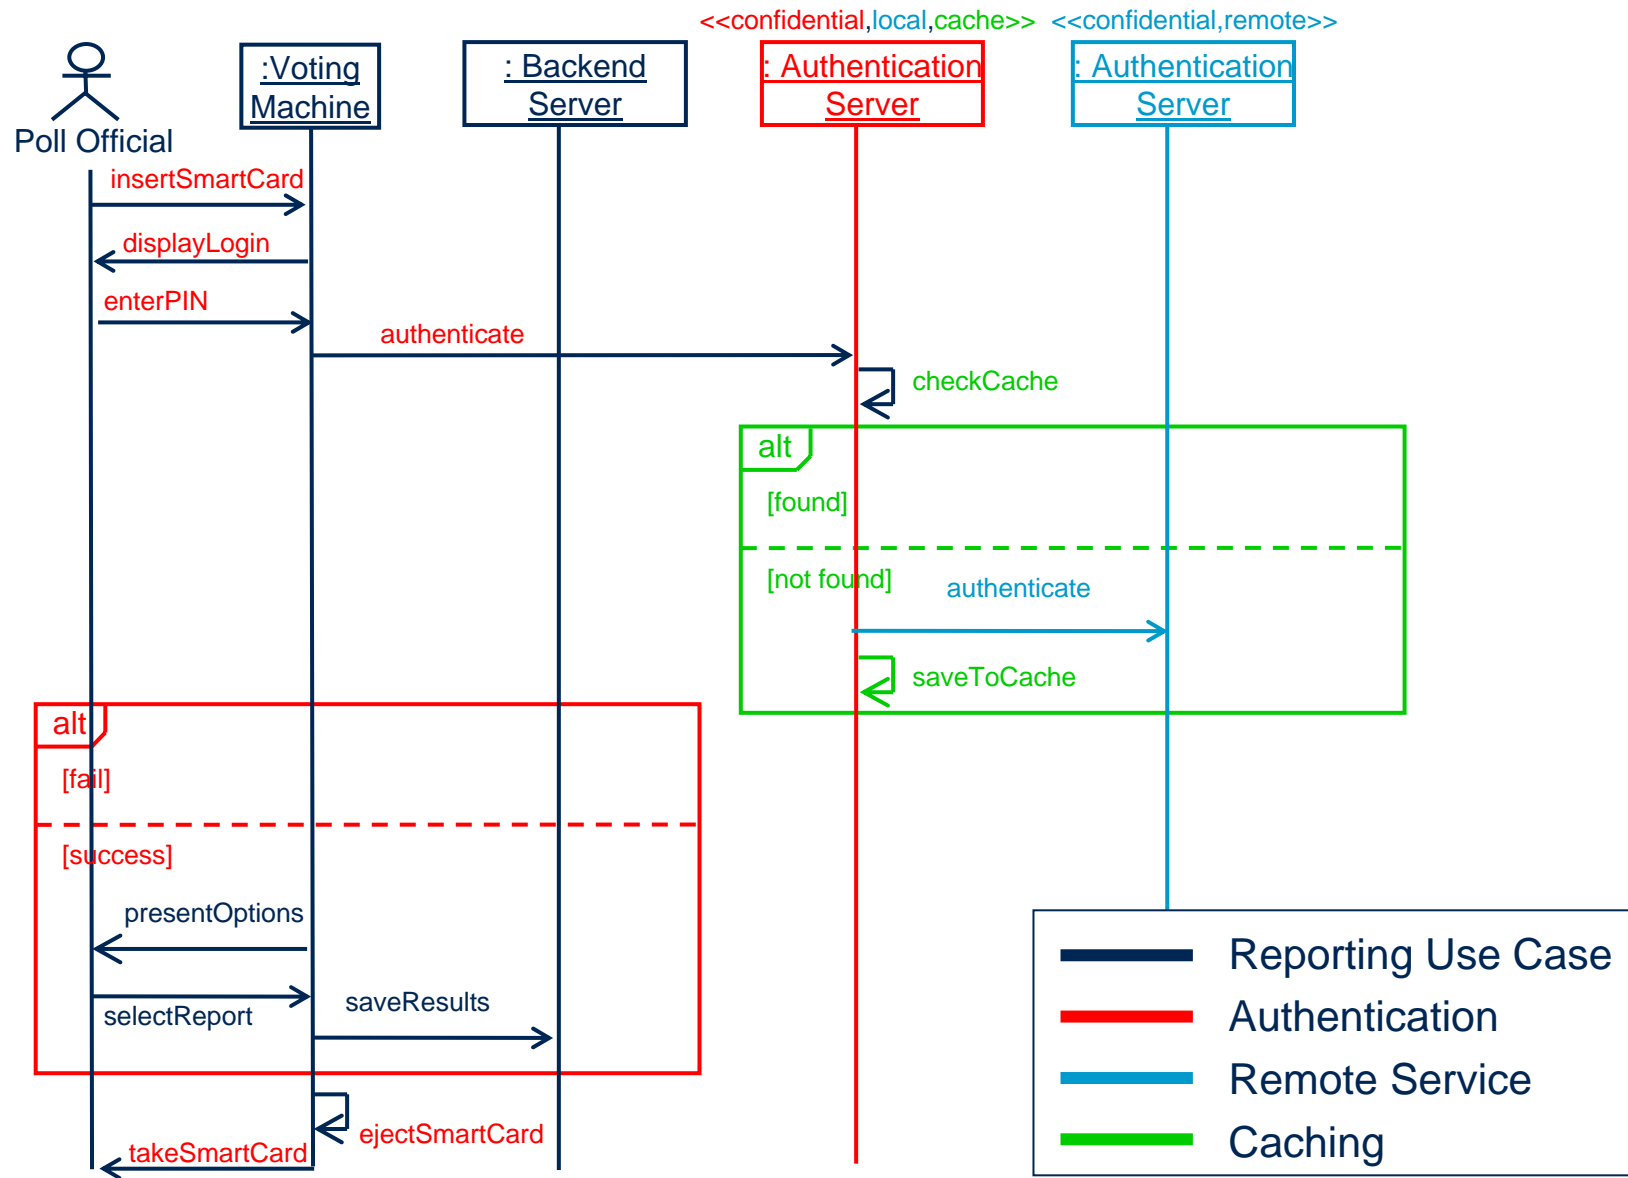 <<confidential,local,cache>> <<confidential,remote>>
:Voting
Machine
: Backend
Server
: Authentication
Server
: Authentication
Server
Poll Official
insertSmartCard
displayLogin
enterPIN
authenticate
checkCache
alt
[found]
[not found]
authenticate
saveToCache
alt
[fail]
[success]
presentOptions
selectReport
saveResults
ejectSmartCard
takeSmartCard
Reporting Use Case
Authentication
Remote Service
Caching